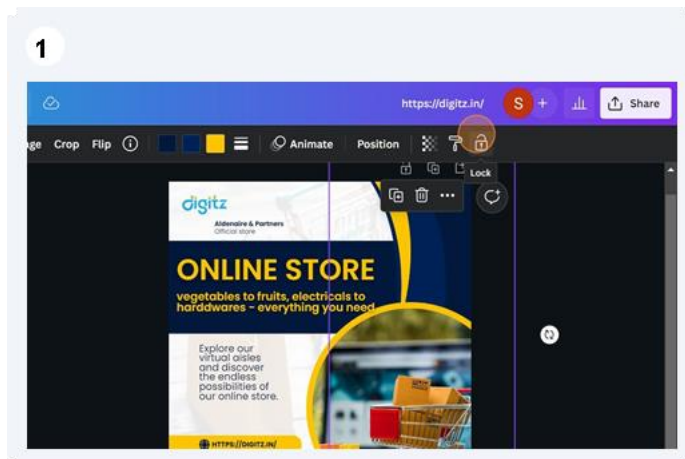 1
https://digitz.in/
S
+
Share
ge Crop Flip
Animate
Position
Lock
digitz
Aldenaire & Partners
Official store
ONLINE STORE
vegetables to fruits, electricals to
harddwares - everything you need
Explore our
virtual aisles
and discover
the endless
possibilities of
our online store.
HTTPS://DIGITZ.IN/